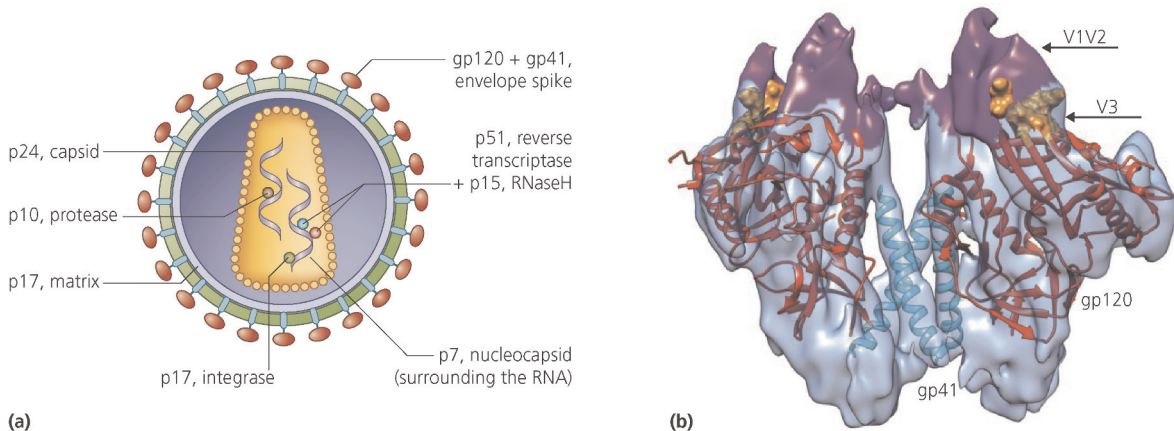 gp120 + gp41,
envelope spike
p24, capsid
p51, reverse
transcriptase
+ p15, RNaseH
p10, protease
p17, matrix
p17, integrase
p7, nucleocapsid
(surrounding the RNA)
(a)
V1V2
V3
gp120
gp41
(b)